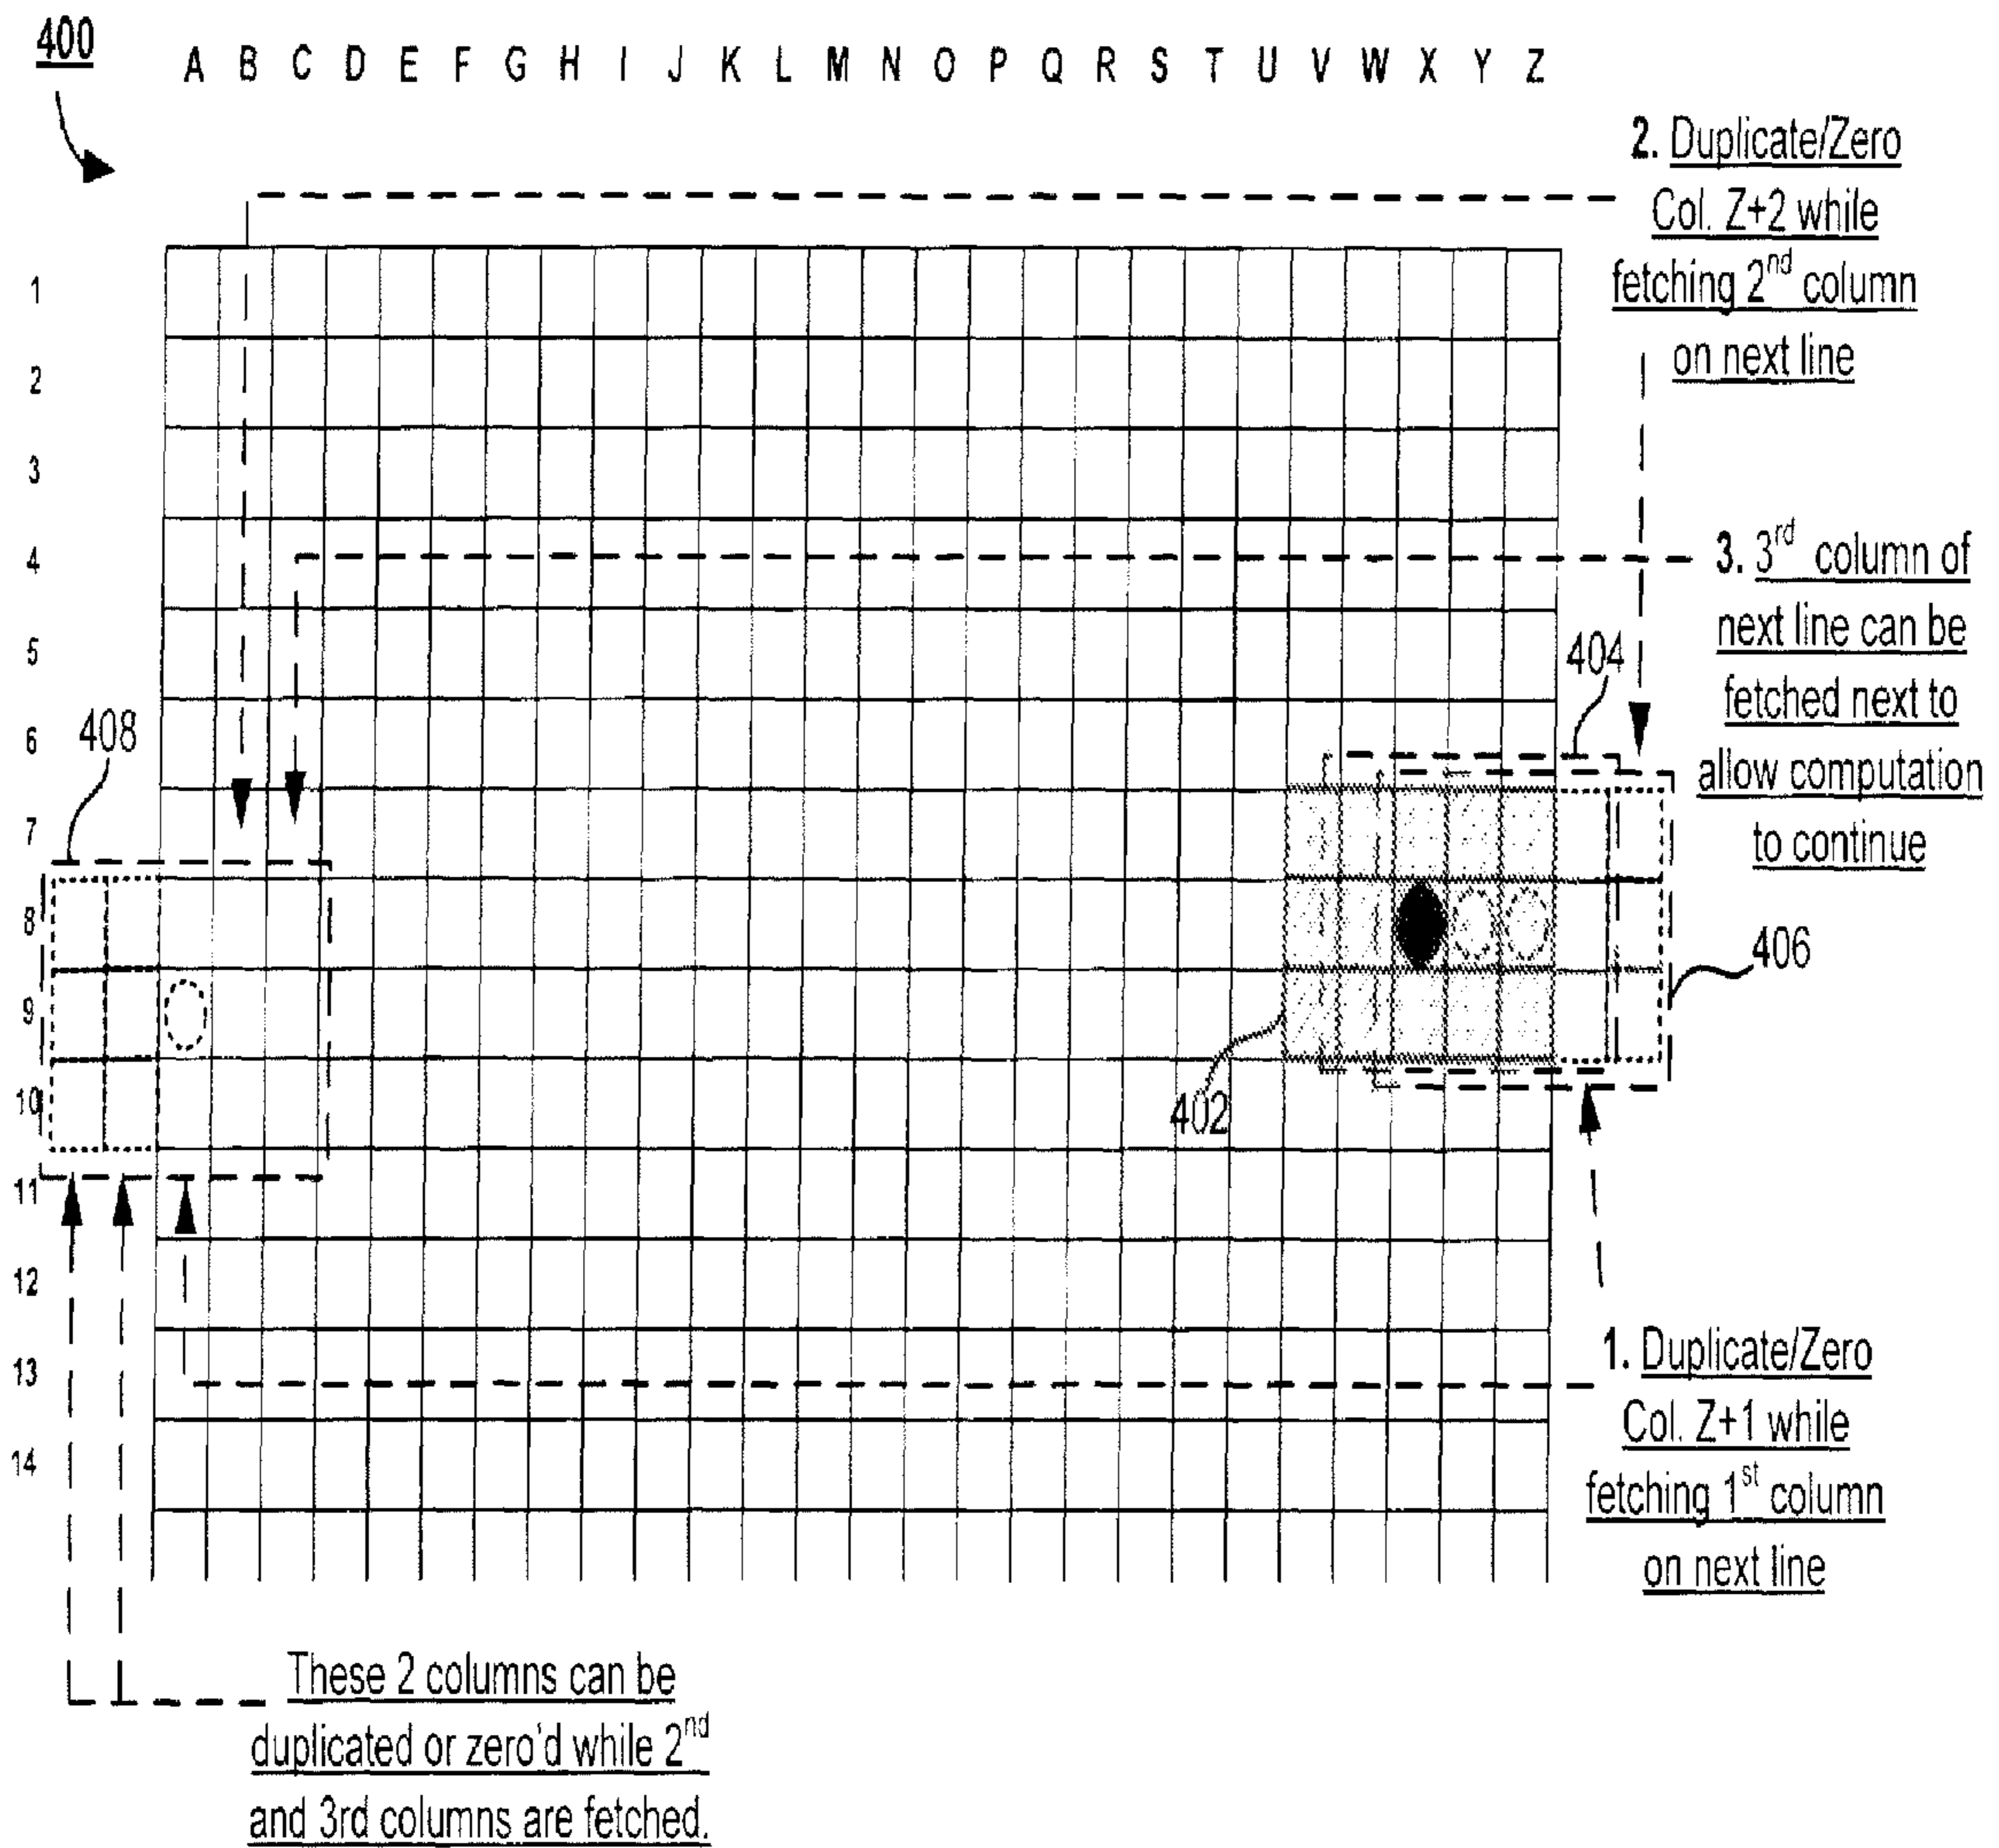 400
A B C D E F G H I J K L M N O P Q R S T U V W X Y Z
2. Duplicate/Zero
Col. Z+2 while
fetching 2nd column
on next line
1
2
3
4
5
6
7
8
9
10
11
12
13
14
3. 3rd column of
next line can be
fetched next to
allow computation
to continue
404
408
406
402
1. Duplicate/Zero
Col. Z+1 while
fetching 1st column
on next line
These 2 columns can be
duplicated or zero'd while 2nd
and 3rd columns are fetched.